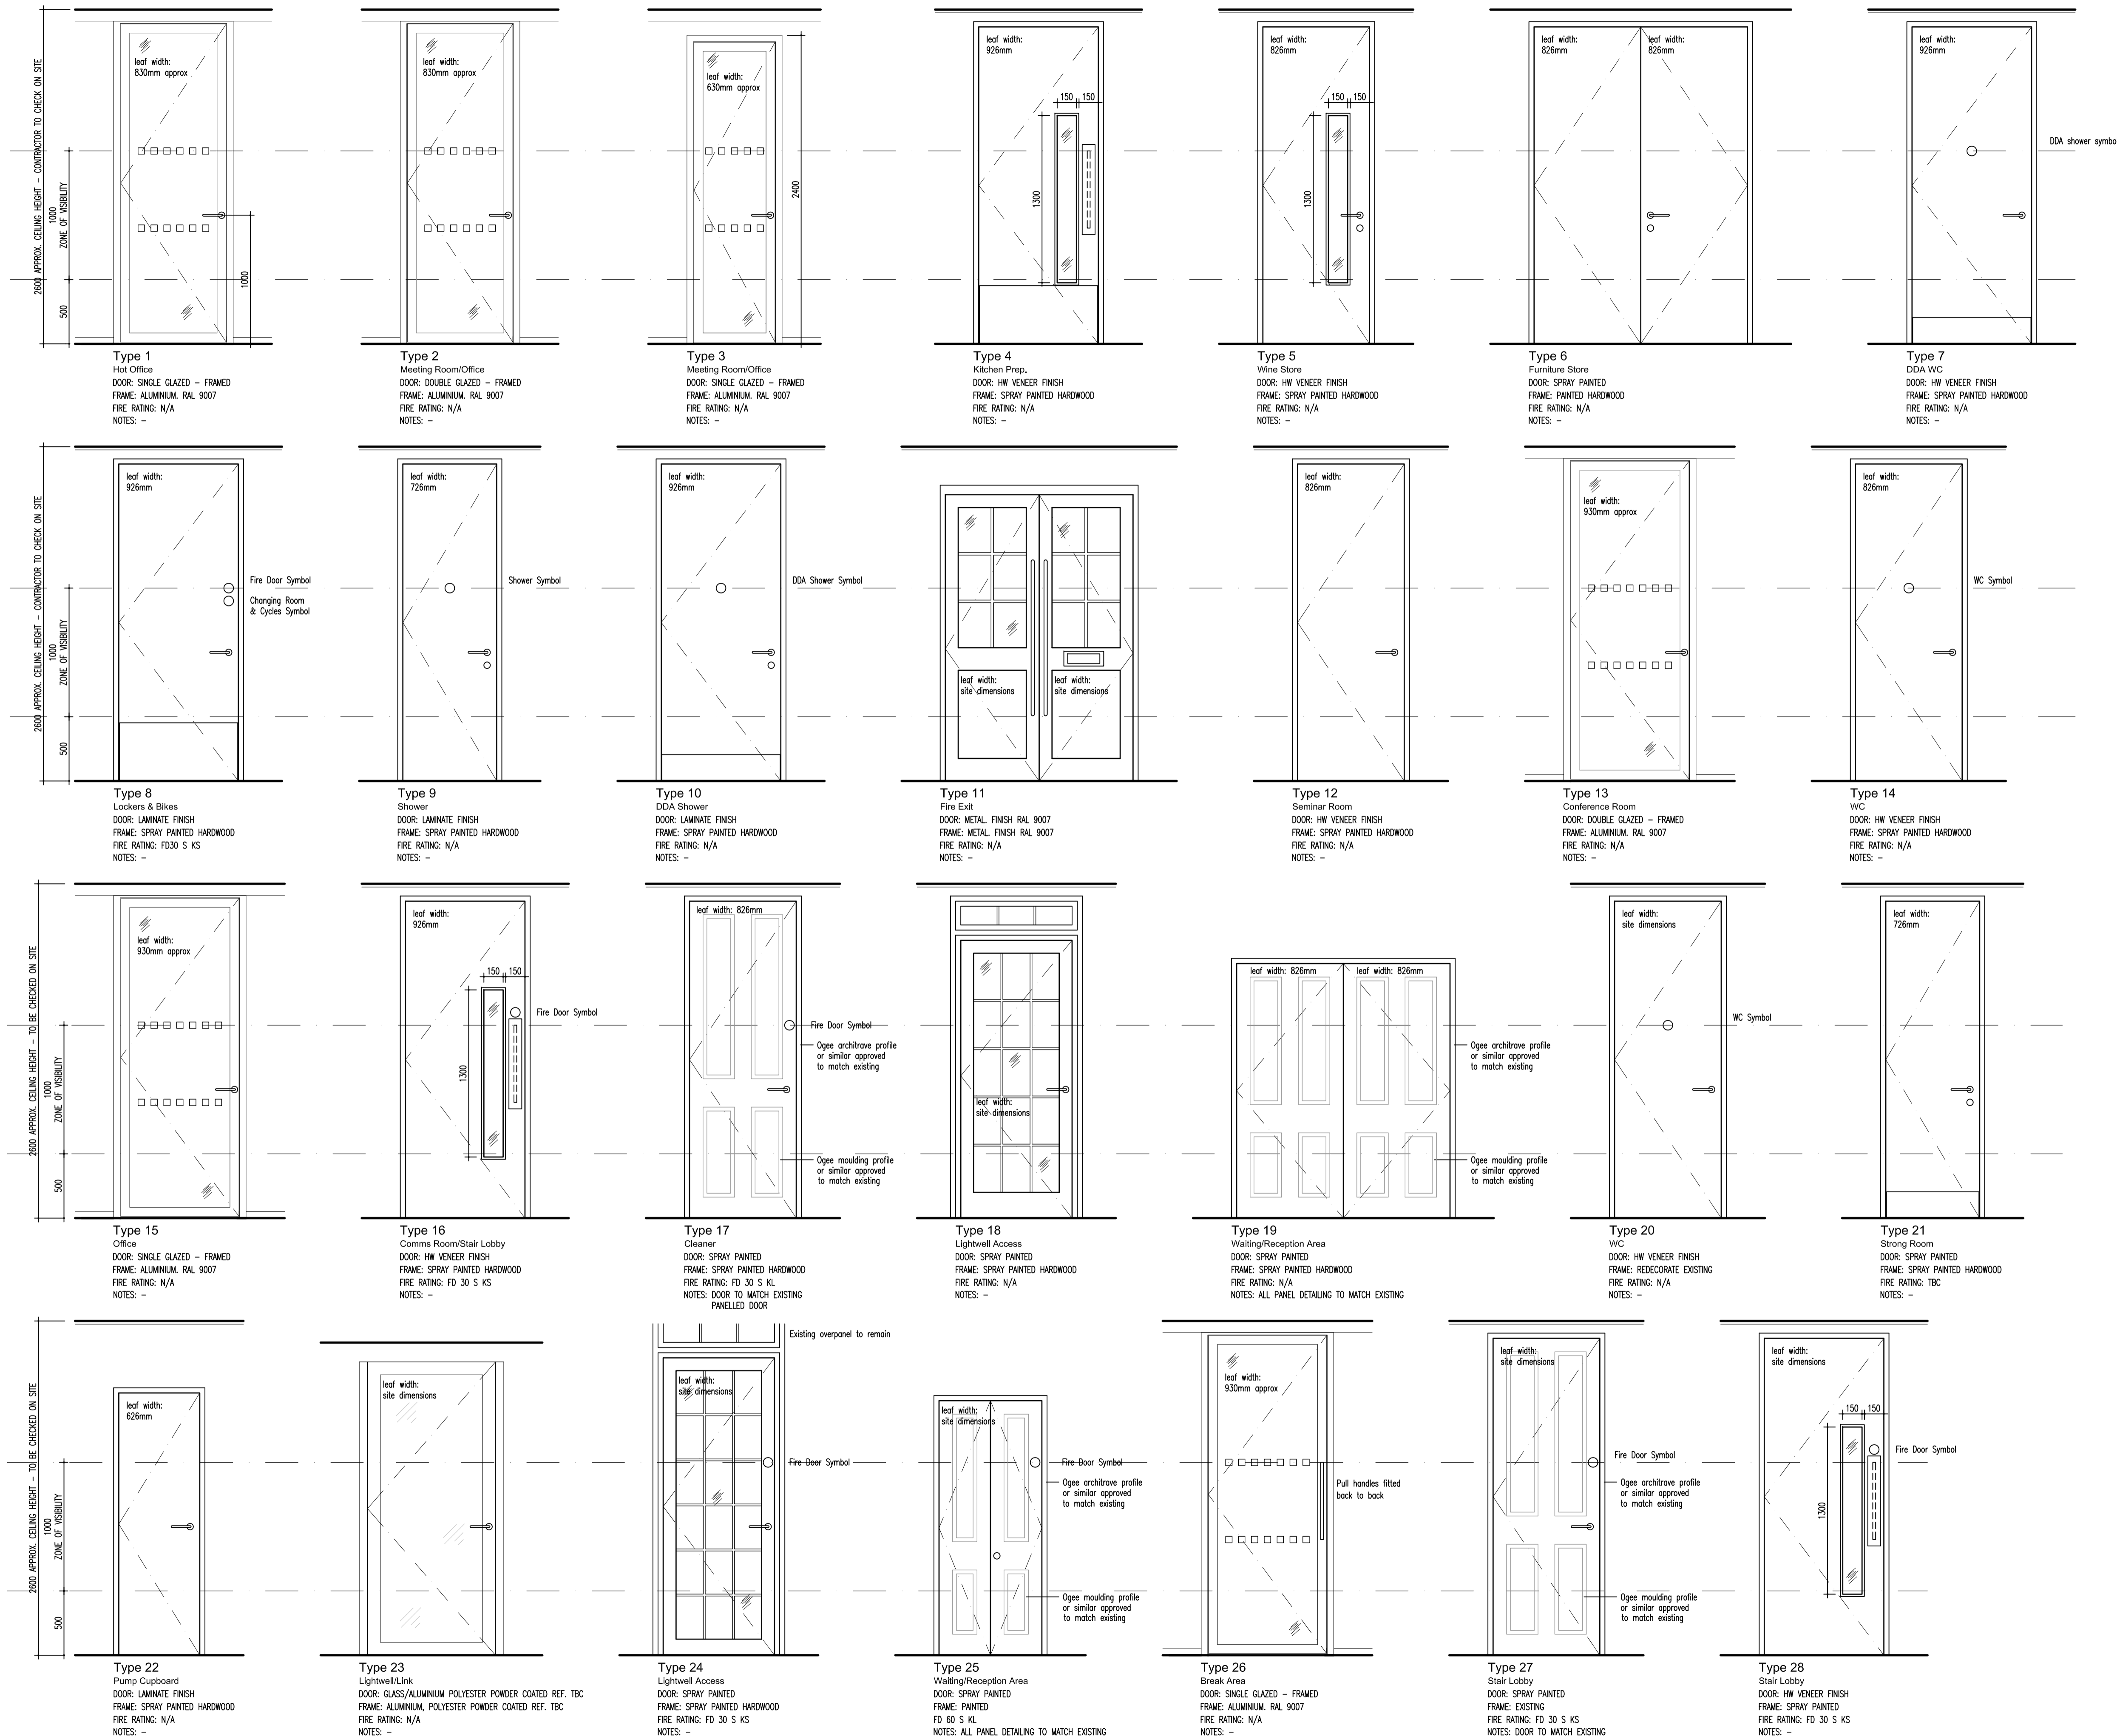 2600 APPROX. CEILING HEIGHT - CONTRACTOR TO CHECK ON SITE
1000
ZONE OF VISIBILITY
500
leaf width:
830mm approx
1000
Type 1
Hot Office
DOOR: SINGLE GLAZED - FRAMED
FRAME: ALUMINIUM. RAL 9007
FIRE RATING: N/A
NOTES: -
leaf width:
830mm approx
Type 2
Meeting Room/Office
DOOR: DOUBLE GLAZED - FRAMED
FRAME: ALUMINIUM. RAL 9007
FIRE RATING: N/A
NOTES: -
leaf width:
630mm approx
2400
Type 3
Meeting Room/Office
DOOR: SINGLE GLAZED - FRAMED
FRAME: ALUMINIUM. RAL 9007
FIRE RATING: N/A
NOTES: -
leaf width:
926mm
150 150
1300
Type 4
Kitchen Prep.
DOOR: HW VENEER FINISH
FRAME: SPRAY PAINTED HARDWOOD
FIRE RATING: N/A
NOTES: -
leaf width:
826mm
150 150
1300
Type 5
Wine Store
DOOR: HW VENEER FINISH
FRAME: SPRAY PAINTED HARDWOOD
FIRE RATING: N/A
NOTES: -
leaf width:
826mm
leaf width:
826mm
Type 6
Furniture Store
DOOR: SPRAY PAINTED
FRAME: PAINTED HARDWOOD
FIRE RATING: N/A
NOTES: -
leaf width:
926mm
DDA shower symbo
Type 7
DDA WC
DOOR: HW VENEER FINISH
FRAME: SPRAY PAINTED HARDWOOD
FIRE RATING: N/A
NOTES: -
2600 APPROX. CEILING HEIGHT - CONTRACTOR TO CHECK ON SITE
1000
ZONE OF VISIBILITY
500
leaf width:
926mm
Fire Door Symbol
Changing Room
& Cycles Symbol
Type 8
Lockers & Bikes
DOOR: LAMINATE FINISH
FRAME: SPRAY PAINTED HARDWOOD
FIRE RATING: FD30 S KS
NOTES: -
leaf width:
726mm
Shower Symbol
Type 9
Shower
DOOR: LAMINATE FINISH
FRAME: SPRAY PAINTED HARDWOOD
FIRE RATING: N/A
NOTES: -
leaf width:
926mm
DDA Shower Symbol
Type 10
DDA Shower
DOOR: LAMINATE FINISH
FRAME: SPRAY PAINTED HARDWOOD
FIRE RATING: N/A
NOTES: -
leaf width:
site dimensions
leaf width:
site dimensions
Type 11
Fire Exit
DOOR: METAL. FINISH RAL 9007
FRAME: METAL. FINISH RAL 9007
FIRE RATING: N/A
NOTES: -
leaf width:
826mm
Type 12
Seminar Room
DOOR: HW VENEER FINISH
FRAME: SPRAY PAINTED HARDWOOD
FIRE RATING: N/A
NOTES: -
leaf width:
930mm approx
Type 13
Conference Room
DOOR: DOUBLE GLAZED - FRAMED
FRAME: ALUMINIUM. RAL 9007
FIRE RATING: N/A
NOTES: -
leaf width:
826mm
WC Symbol
Type 14
WC
DOOR: HW VENEER FINISH
FRAME: SPRAY PAINTED HARDWOOD
FIRE RATING: N/A
NOTES: -
2600 APPROX. CEILING HEIGHT - TO BE CHECKED ON SITE
1000
ZONE OF VISIBILITY
500
leaf width:
930mm approx
Type 15
Office
DOOR: SINGLE GLAZED - FRAMED
FRAME: ALUMINIUM. RAL 9007
FIRE RATING: N/A
NOTES: -
leaf width:
926mm
150 150
1300
Fire Door Symbol
Type 16
Comms Room/Stair Lobby
DOOR: HW VENEER FINISH
FRAME: SPRAY PAINTED HARDWOOD
FIRE RATING: FD 30 S KS
NOTES: -
leaf width: 826mm
Fire Door Symbol
Ogee architrave profile
or similar approved
to match existing
Ogee moulding profile
or similar approved
to match existing
Type 17
Cleaner
DOOR: SPRAY PAINTED
FRAME: SPRAY PAINTED HARDWOOD
FIRE RATING: FD 30 S KL
NOTES: DOOR TO MATCH EXISTING
PANELLED DOOR
leaf width:
site dimensions
Type 18
Lightwell Access
DOOR: SPRAY PAINTED
FRAME: SPRAY PAINTED HARDWOOD
FIRE RATING: N/A
NOTES: -
leaf width: 826mm
leaf width: 826mm
Ogee architrave profile
or similar approved
to match existing
Ogee moulding profile
or similar approved
to match existing
Type 19
Waiting/Reception Area
DOOR: SPRAY PAINTED
FRAME: SPRAY PAINTED HARDWOOD
FIRE RATING: N/A
NOTES: ALL PANEL DETAILING TO MATCH EXISTING
leaf width:
site dimensions
WC Symbol
Type 20
WC
DOOR: HW VENEER FINISH
FRAME: REDECORATE EXISTING
FIRE RATING: N/A
NOTES: -
leaf width:
726mm
Type 21
Strong Room
DOOR: SPRAY PAINTED
FRAME: SPRAY PAINTED HARDWOOD
FIRE RATING: TBC
NOTES: -
2600 APPROX. CEILING HEIGHT - TO BE CHECKED ON SITE
1000
ZONE OF VISIBILITY
500
leaf width:
626mm
Type 22
Pump Cupboard
DOOR: LAMINATE FINISH
FRAME: SPRAY PAINTED HARDWOOD
FIRE RATING: N/A
NOTES: -
leaf width:
site dimensions
Type 23
Lightwell/Link
DOOR: GLASS/ALUMINIUM POLYESTER POWDER COATED REF. TBC
FRAME: ALUMINIUM, POLYESTER POWDER COATED REF. TBC
FIRE RATING: N/A
NOTES: -
Existing overpanel to remain
leaf width:
site dimensions
Fire Door Symbol
Type 24
Lightwell Access
DOOR: SPRAY PAINTED
FRAME: SPRAY PAINTED HARDWOOD
FIRE RATING: FD 30 S KS
NOTES: -
leaf width:
site dimensions
Fire Door Symbol
Ogee architrave profile
or similar approved
to match existing
Ogee moulding profile
or similar approved
to match existing
Type 25
Waiting/Reception Area
DOOR: SPRAY PAINTED
FRAME: PAINTED
FD 60 S KL
NOTES: ALL PANEL DETAILING TO MATCH EXISTING
leaf width:
930mm approx
Pull handles fitted
back to back
Type 26
Break Area
DOOR: SINGLE GLAZED - FRAMED
FRAME: ALUMINIUM. RAL 9007
FIRE RATING: N/A
NOTES: -
leaf width:
site dimensions
Fire Door Symbol
Ogee architrave profile
or similar approved
to match existing
Ogee moulding profile
or similar approved
to match existing
Type 27
Stair Lobby
DOOR: SPRAY PAINTED
FRAME: EXISTING
FIRE RATING: FD 30 S KS
NOTES: DOOR TO MATCH EXISTING
leaf width:
site dimensions
150 150
1300
Fire Door Symbol
Type 28
Stair Lobby
DOOR: HW VENEER FINISH
FRAME: SPRAY PAINTED
FIRE RATING: FD 30 S KS
NOTES: -